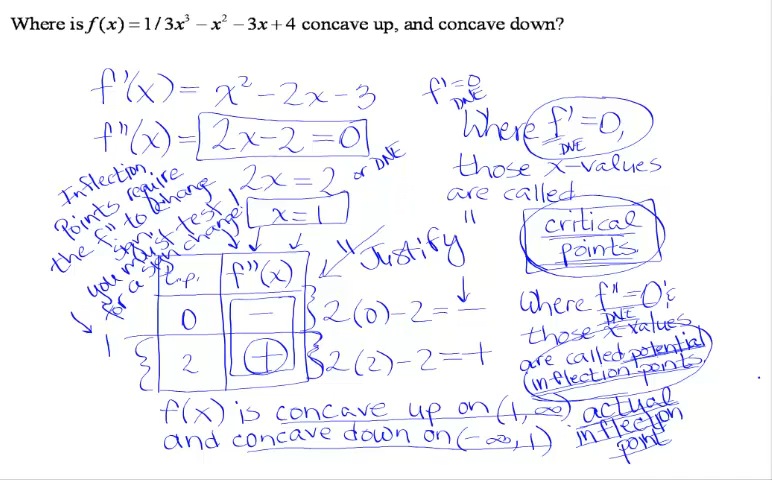 Where is f(x) = 1/3x³ − x² − 3x + 4 concave up, and concave down?
f'(x) = x² − 2x − 3
f''(x) = 2x − 2 = 0
or DNE
2x = 2
x = 1
Inflection
Points require
the f'' to change
sign!
you must test
for a sign change!
f' = 0
DNE
Where f' = 0,
DNE
those x-values
are called
critical
points.
"Justify"
t.p. f''(x)
0 − 2(0) − 2 = −
1
2 + 2(2) − 2 = +
Where f'' = 0;
DNE
those x values
are called potential
inflection points.
f(x) is concave up on (1, ∞)
and concave down on (−∞, 1)
actual
inflection
point